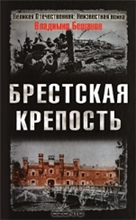 Великая Отечественная: Неизвестная война
Владимир Бешанов
БРЕСТСКАЯ
КРЕПОСТЬ